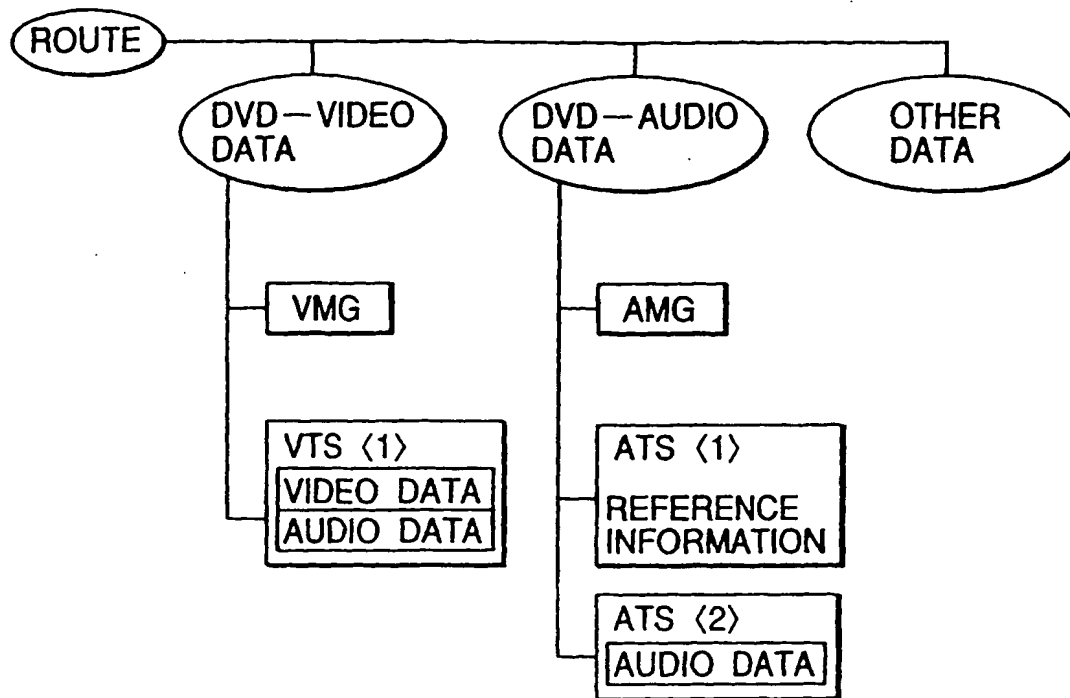 ROUTE
DVD—VIDEO
DATA
DVD—AUDIO
DATA
OTHER
DATA
VMG
AMG
VTS 〈1〉
VIDEO DATA
AUDIO DATA
ATS 〈1〉
REFERENCE
INFORMATION
ATS 〈2〉
AUDIO DATA